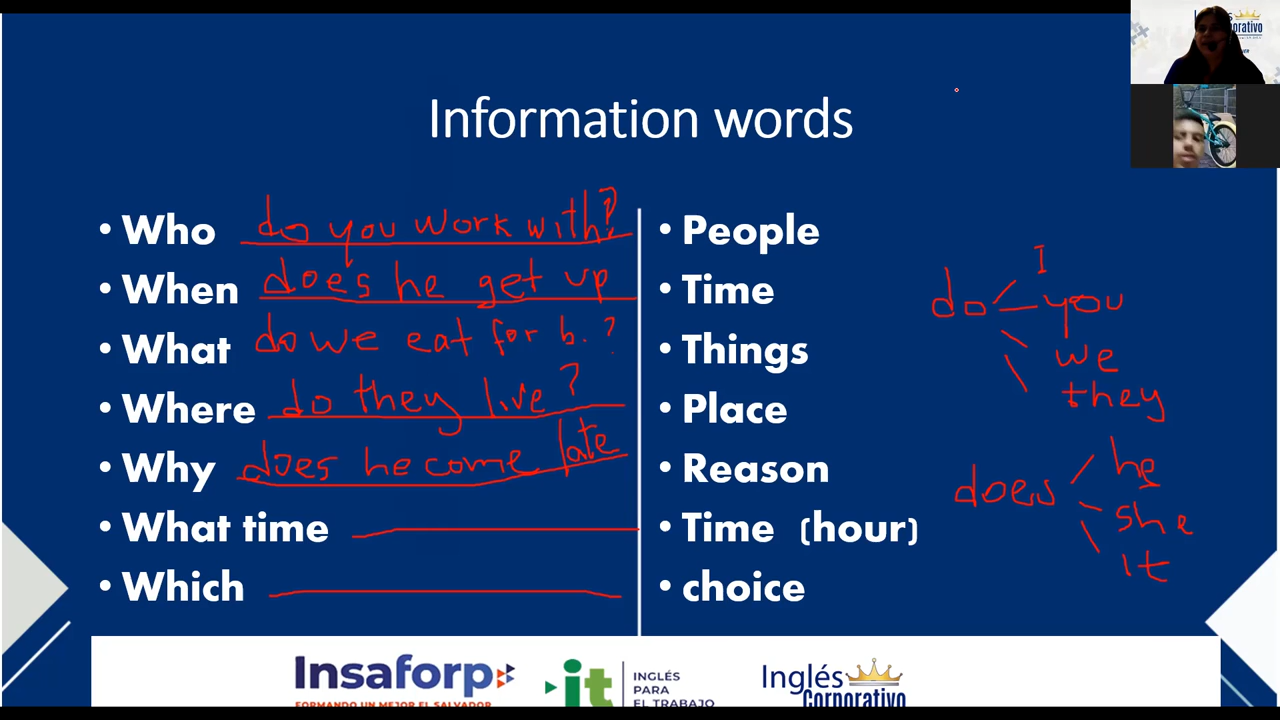 Inglés
Corporativo
Information words
• Who do you work with?
• When does he get up
• What do we eat for b. ?
• Where do they live?
• Why does he come late
• What time
• Which
• People
• Time
• Things
• Place
• Reason
• Time (hour)
• choice
I
do you
we
they
he
does she
it
Insaforp
FORMANDO UN MEJOR EL SALVADOR
it
INGLÉS
PARA
EL TRABAJO
Inglés
Corporativo